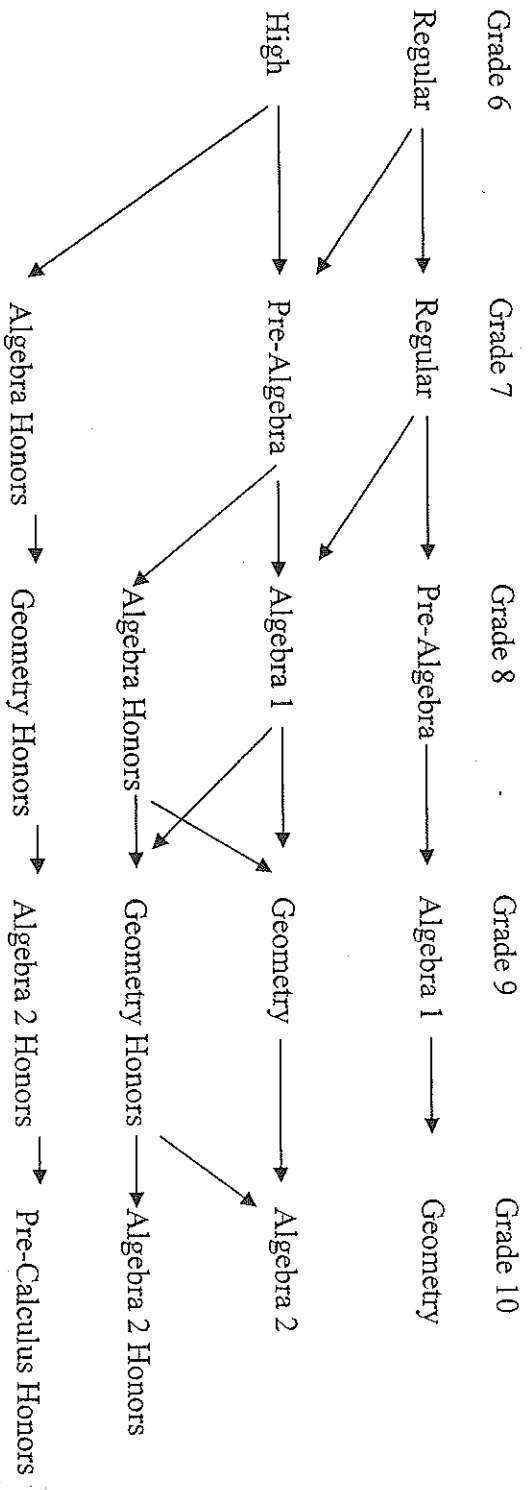 Grade 6 Grade 7 Grade 8 Grade 9 Grade 10
Regular Regular Pre-Algebra Algebra 1 Geometry
High Pre-Algebra Algebra 1 Geometry Algebra 2
Algebra Honors Geometry Honors Algebra 2 Honors
Algebra Honors Geometry Honors Algebra 2 Honors Pre-Calculus Honors